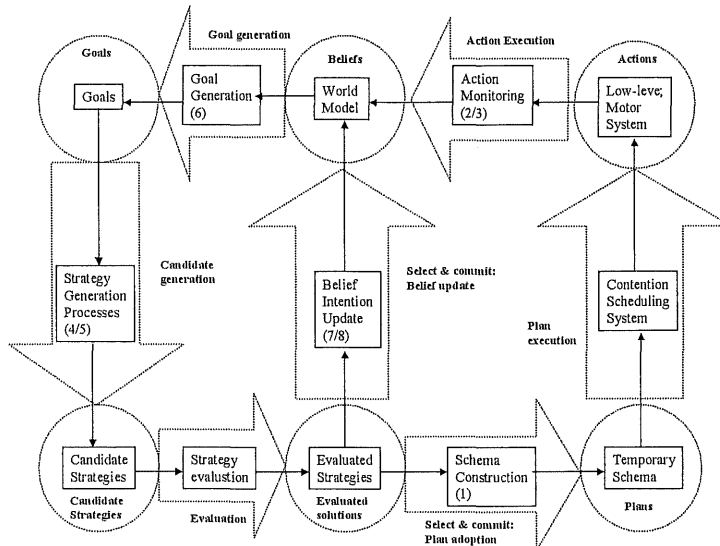 Goals
Goal generation
Beliefs
Action Execution
Actions
Goals
Goal
Generation
(6)
World
Model
Action
Monitoring
(2/3)
Low-leve;
Motor
System
Candidate
generation
Strategy
Generation
Processes
(4/5)
Belief
Intention
Update
(7/8)
Select & commit:
Belief update
Plan
execution
Contention
Scheduling
System
Candidate
Strategies
Candidate
Strategies
Strategy
evaluation
Evaluation
Evaluated
Strategies
Evaluated
solutions
Schema
Construction
(1)
Select & commit:
Plan adoption
Temporary
Schema
Plans